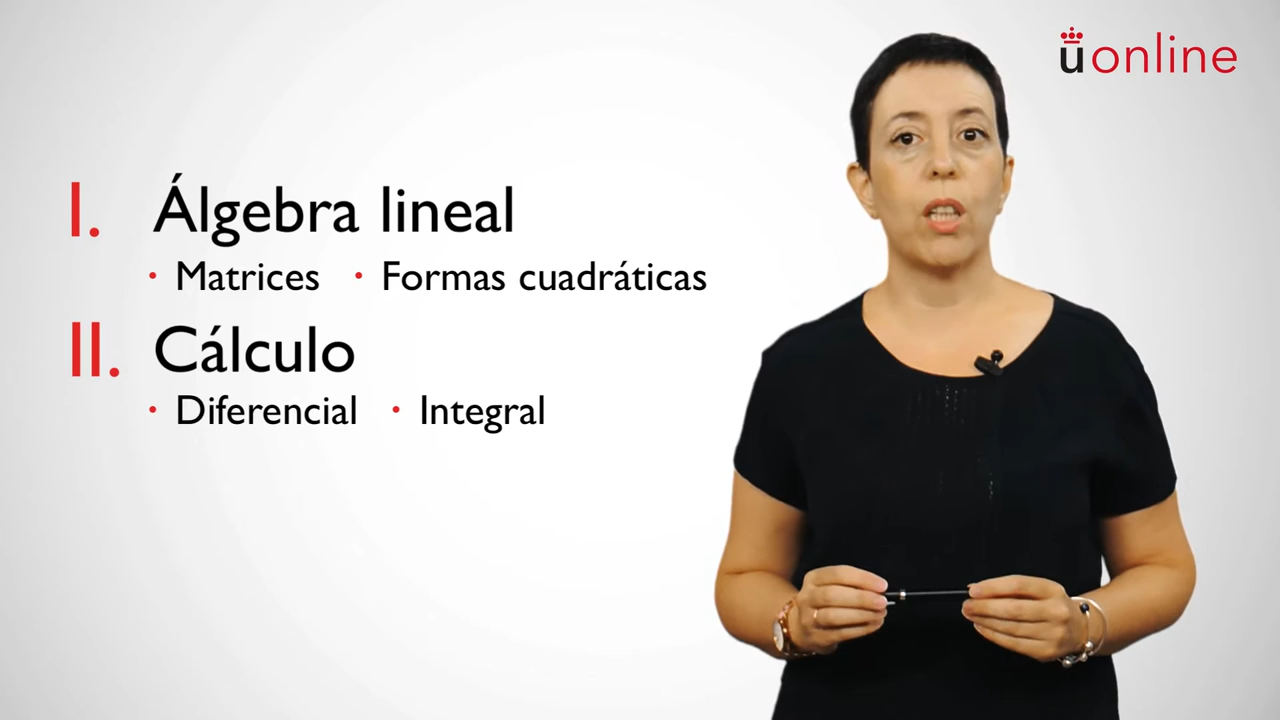 üonline
I. Álgebra lineal
• Matrices • Formas cuadráticas
II. Cálculo
• Diferencial • Integral